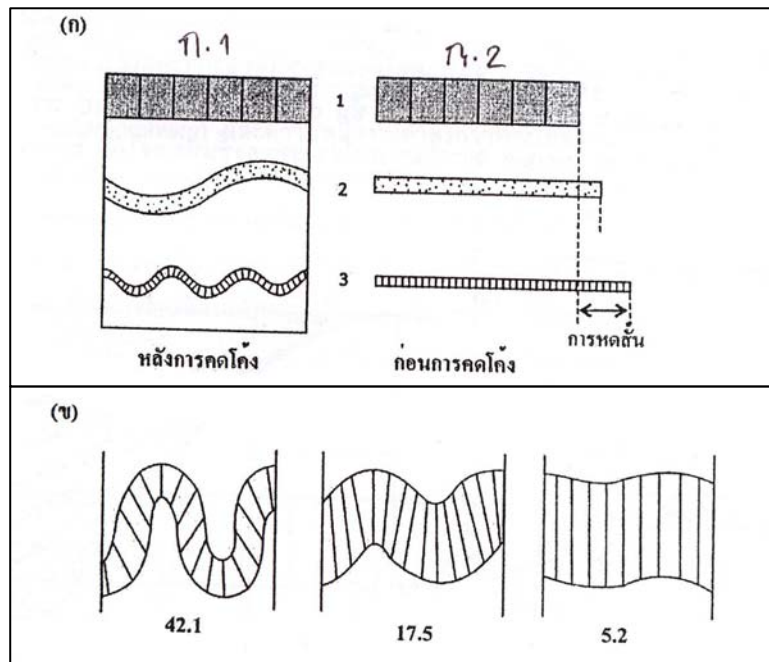 (ก)
ก.1
ก.2
1
2
3
การหดสั้น
หลังการคดโค้ง
ก่อนการคดโค้ง
(ข)
42.1
17.5
5.2